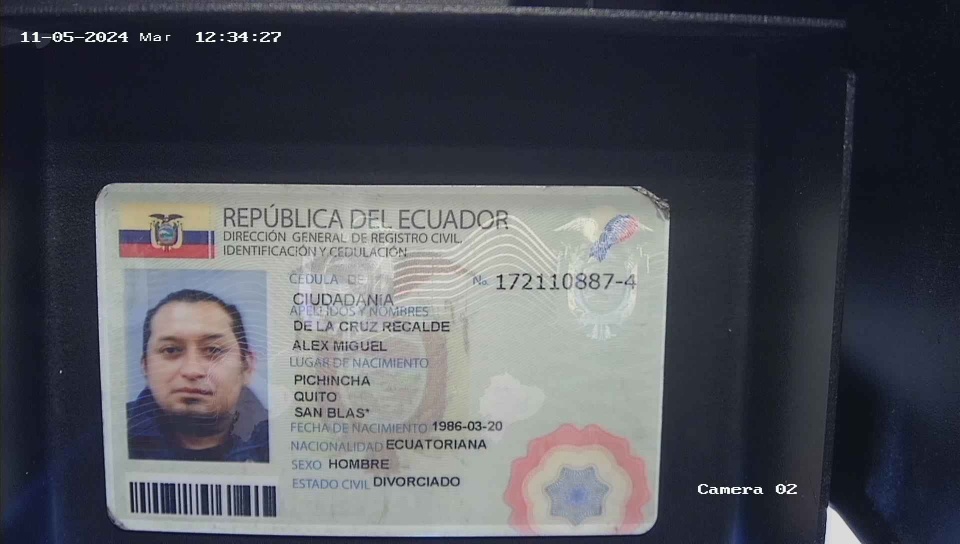 11-05-2024 Mar 12:34:27
REPÚBLICA DEL ECUADOR
DIRECCIÓN GENERAL DE REGISTRO CIVIL,
IDENTIFICACIÓN Y CEDULACIÓN
CÉDULA DE No. 172110887-4
CIUDADANÍA
APELLIDOS Y NOMBRES
DE LA CRUZ RECALDE
ALEX MIGUEL
LUGAR DE NACIMIENTO
PICHINCHA
QUITO
SAN BLAS*
FECHA DE NACIMIENTO 1986-03-20
NACIONALIDAD ECUATORIANA
SEXO HOMBRE
ESTADO CIVIL DIVORCIADO
Camera 02